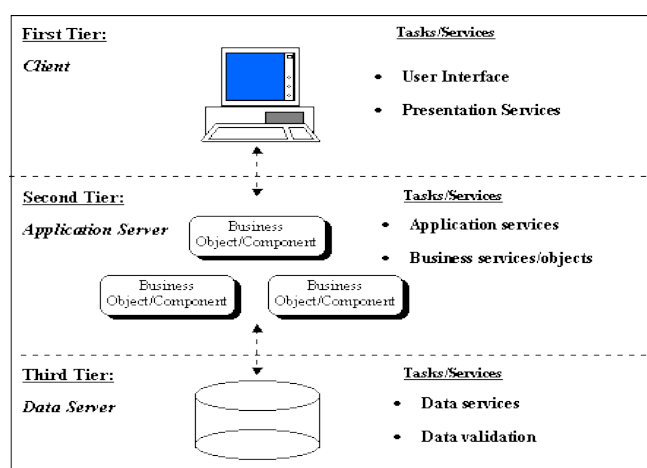 First Tier:
Client
Tasks/Services
• User Interface
• Presentation Services
Second Tier:
Application Server
Business
Object/Component
Business
Object/Component
Business
Object/Component
Tasks/Services
• Application services
• Business services/objects
Third Tier:
Data Server
Tasks/Services
• Data services
• Data validation